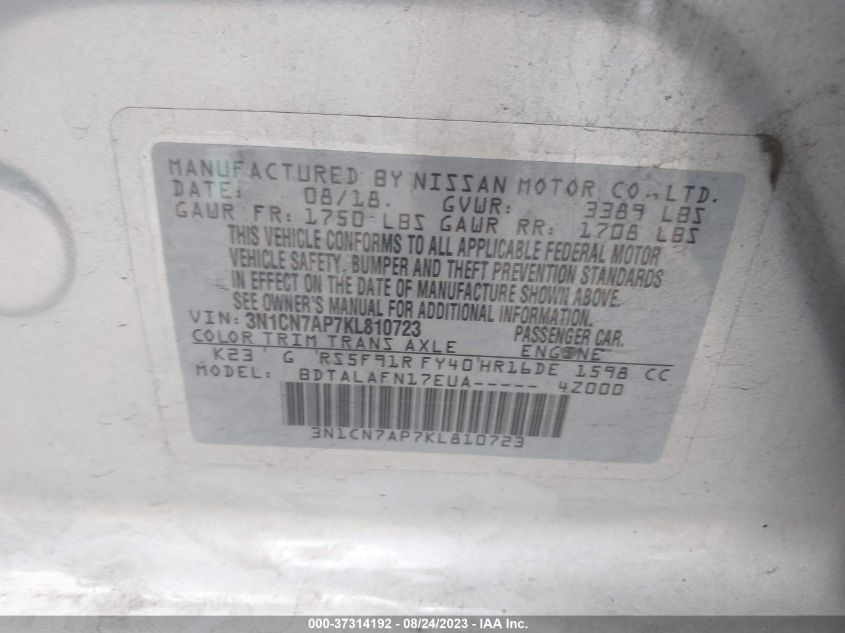 MANUFACTURED BY NISSAN MOTOR CO., LTD.
DATE: 08/18. GVWR: 3389 LBS
GAWR FR: 1750 LBS GAWR RR: 1708 LBS
THIS VEHICLE CONFORMS TO ALL APPLICABLE FEDERAL MOTOR
VEHICLE SAFETY, BUMPER AND THEFT PREVENTION STANDARDS
IN EFFECT ON THE DATE OF MANUFACTURE SHOWN ABOVE.
SEE OWNER'S MANUAL FOR ADDITIONAL INFORMATION.
VIN: 3N1CN7AP7KL810723 PASSENGER CAR.
COLOR TRIM TRANS AXLE ENGINE
K23 G RS5F91R FY40 HR16DE 1598 CC
MODEL: BDTALAFN17EUA----- 4Z000
3N1CN7AP7KL810723
000-37314192 - 08/24/2023 - IAA Inc.